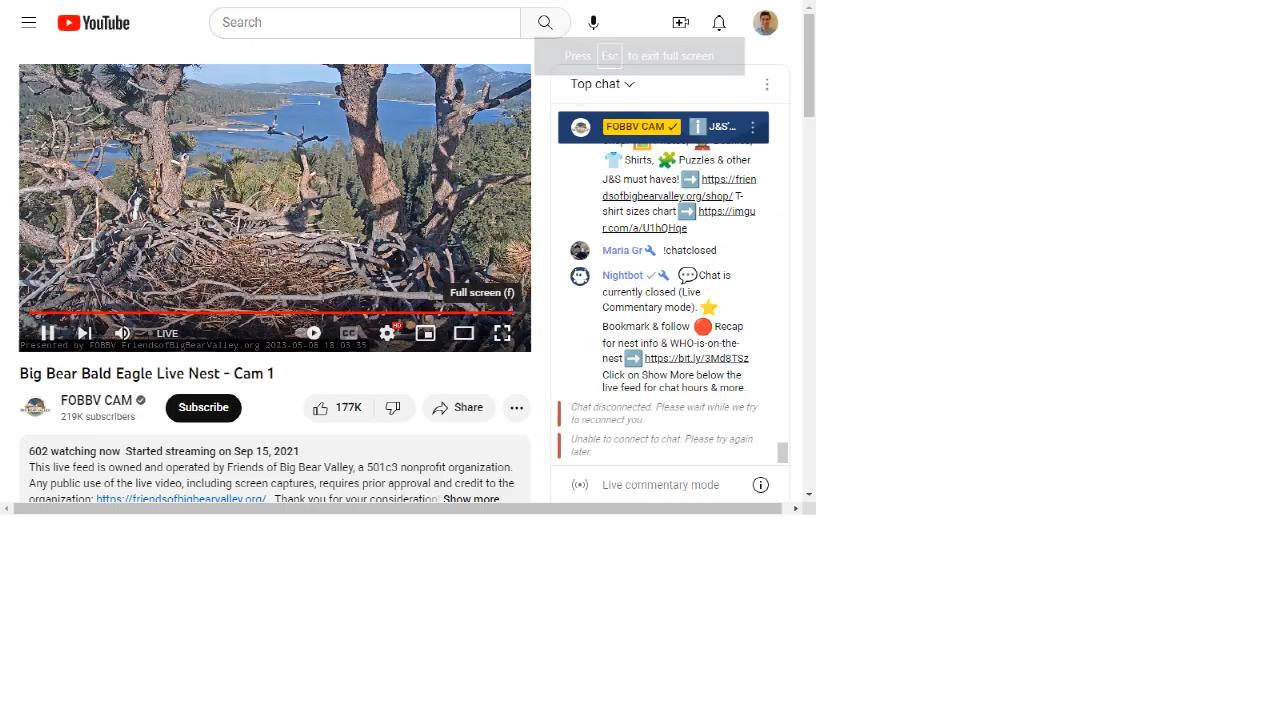 YouTube
Search
Press Esc to exit full screen
Top chat
FOBBV CAM J&S'...
Shirts, Puzzles & other
J&S must haves! https://frien
dsofbigbearvalley.org/shop/ T-
shirt sizes chart https://imgu
r.com/a/U1hQHqe
Maria Gr !chatclosed
Nightbot Chat is
currently closed (Live
Commentary mode).
Bookmark & follow Recap
for nest info & WHO-is-on-the-
nest https://bit.ly/3Md8TSz
Click on Show More below the
live feed for chat hours & more.
Chat disconnected. Please wait while we try
to reconnect you.
Unable to connect to chat. Please try again
later.
Live commentary mode
Full screen (f)
LIVE
CC
HD
Presented by FOBBV FriendsofBigBearValley.org 2023-05-06 18:03:35
Big Bear Bald Eagle Live Nest - Cam 1
FOBBV CAM
219K subscribers
Subscribe
177K
Share
602 watching now Started streaming on Sep 15, 2021
This live feed is owned and operated by Friends of Big Bear Valley, a 501c3 nonprofit organization.
Any public use of the live video, including screen captures, requires prior approval and credit to the
organization: https://friendsofbigbearvalley.org/ . Thank you for your consideration! Show more